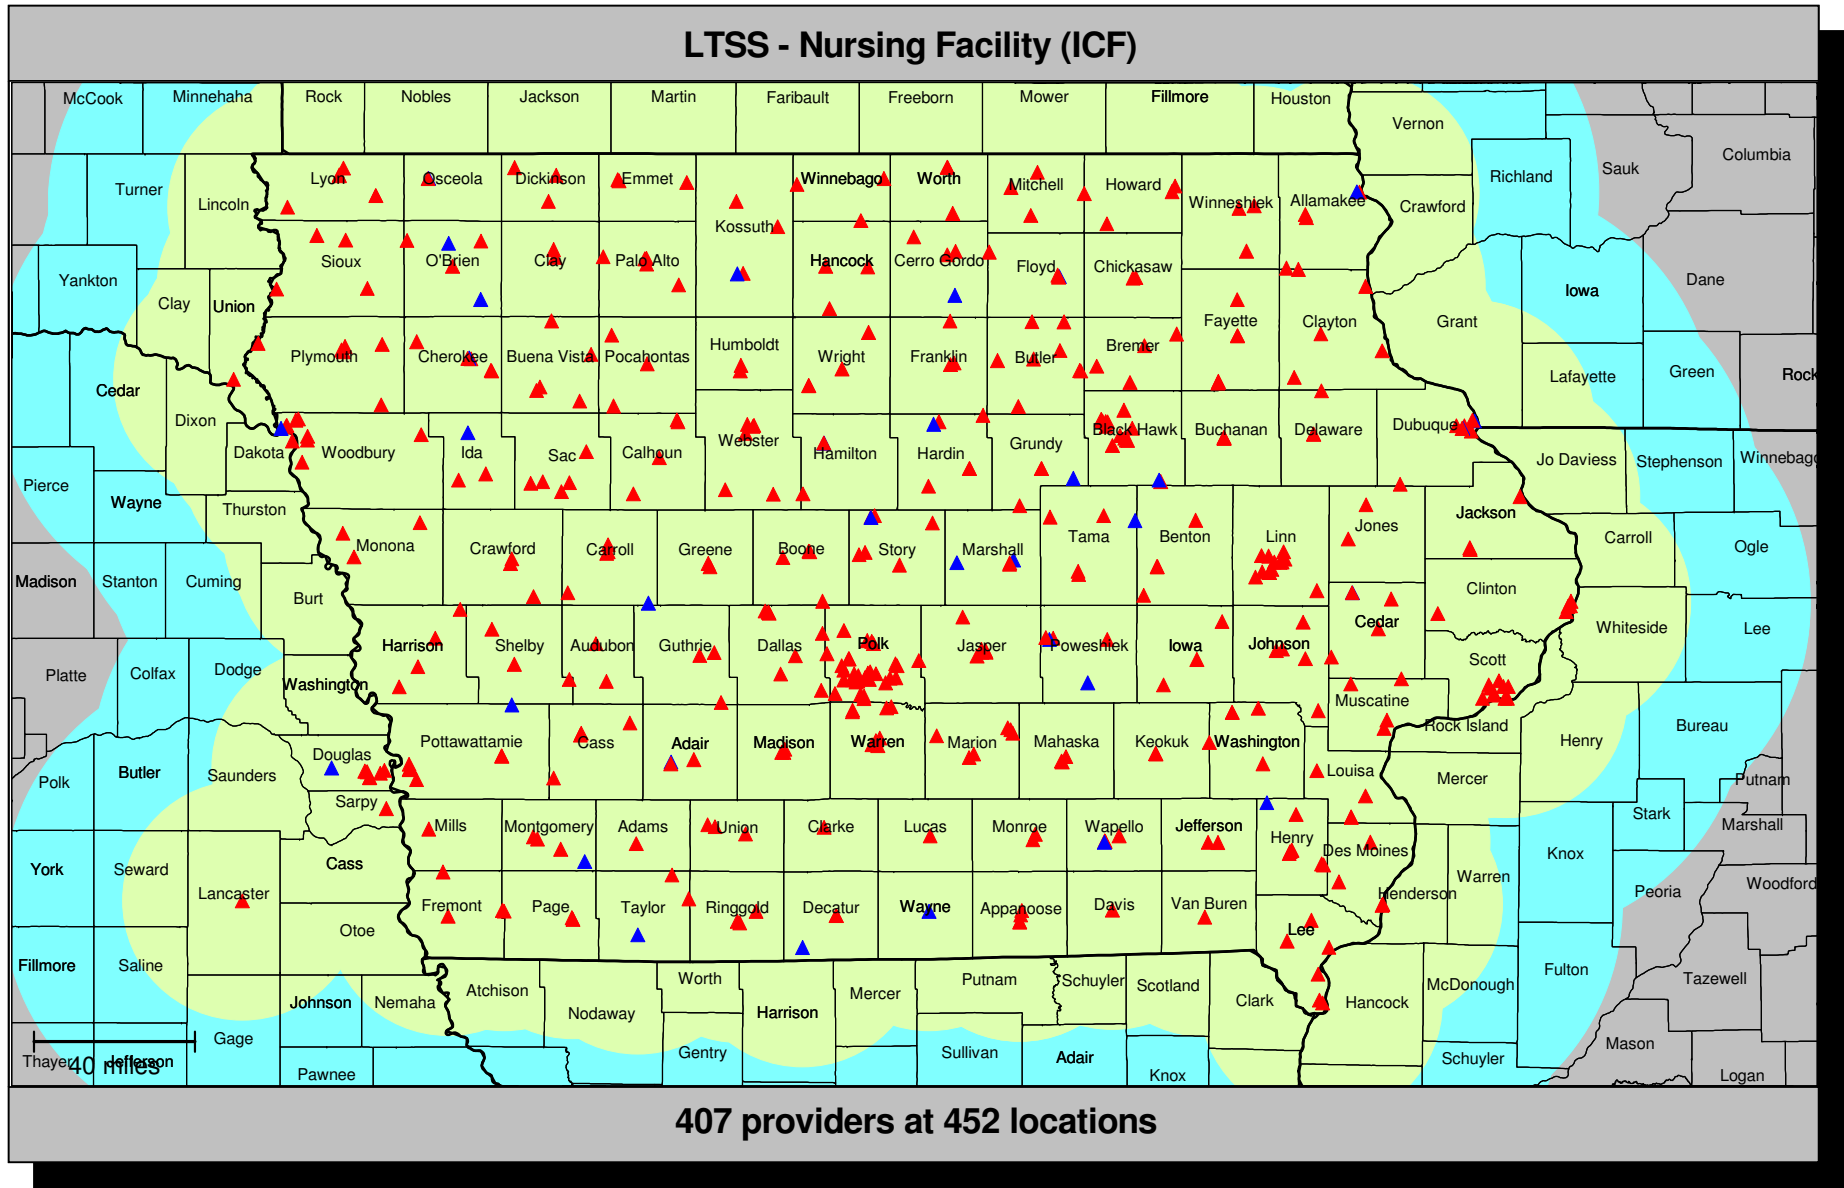 LTSS - Nursing Facility (ICF)
McCook Minnehaha Rock Nobles Jackson Martin Faribault Freeborn Mower Fillmore Houston
Vernon
Columbia
Sauk
Richland
Turner Lyon Osceola Dickinson Emmet Winnebago Worth Mitchell Howard
Lincoln Winneshiek Allamakee Crawford
Kossuth
Sioux O'Brien Clay Palo Alto Hancock Cerro Gordo Floyd Chickasaw
Yankton Dane
Clay Union Iowa
Fayette Clayton Grant
Plymouth Cherokee Buena Vista Pocahontas Humboldt Wright Franklin Butler Bremer
Lafayette Green Rock
Cedar
Dixon Dubuque
Dakota Woodbury Ida Sac Calhoun Webster Hamilton Hardin Grundy Black Hawk Buchanan Delaware
Jo Daviess Stephenson Winnebago
Pierce
Wayne Thurston Jackson
Jones
Monona Crawford Carroll Greene Boone Story Marshall Tama Benton Linn Carroll Ogle
Madison Stanton Cuming Clinton
Burt
Cedar Whiteside Lee
Harrison Shelby Audubon Guthrie Dallas Polk Jasper Poweshiek Iowa Johnson
Platte Colfax Dodge Scott
Washington Muscatine
Rock Island Bureau
Pottawattamie Cass Adair Madison Warren Marion Mahaska Keokuk Washington Henry
Douglas
Polk Butler Saunders Louisa Mercer Putnam
Sarpy
Mills Montgomery Adams Union Clarke Lucas Monroe Wapello Jefferson Henry Stark Marshall
Des Moines Knox
York Seward Cass
Lancaster Warren Peoria Woodford
Henderson
Fremont Page Taylor Ringgold Decatur Wayne Appanoose Davis Van Buren
Otoe Lee
Fillmore Saline Fulton
Worth Putnam Schuyler Scotland McDonough Tazewell
Johnson Nemaha Atchison Mercer Clark Hancock
Nodaway Harrison
Gage Gentry Sullivan Adair Mason
Thayer Jefferson Schuyler
40 miles
Pawnee Knox Logan
407 providers at 452 locations